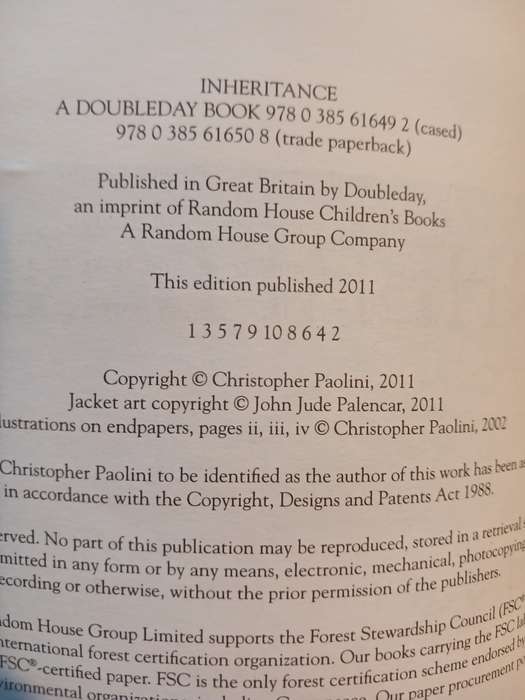 INHERITANCE
A DOUBLEDAY BOOK 978 0 385 61649 2 (cased)
978 0 385 61650 8 (trade paperback)
Published in Great Britain by Doubleday,
an imprint of Random House Children's Books
A Random House Group Company
This edition published 2011
1 3 5 7 9 10 8 6 4 2
Copyright © Christopher Paolini, 2011
Jacket art copyright © John Jude Palencar, 2011
lustrations on endpapers, pages ii, iii, iv © Christopher Paolini, 2002
Christopher Paolini to be identified as the author of this work has been
in accordance with the Copyright, Designs and Patents Act 1988.
erved. No part of this publication may be reproduced, stored in a retrieval
mitted in any form or by any means, electronic, mechanical, photocopying
ecording or otherwise, without the prior permission of the publishers.
dom House Group Limited supports the Forest Stewardship Council (FSC®
nternational forest certification organization. Our books carrying the FSC
FSC®-certified paper. FSC is the only forest certification scheme endorsed by
vironmental Our paper procurement